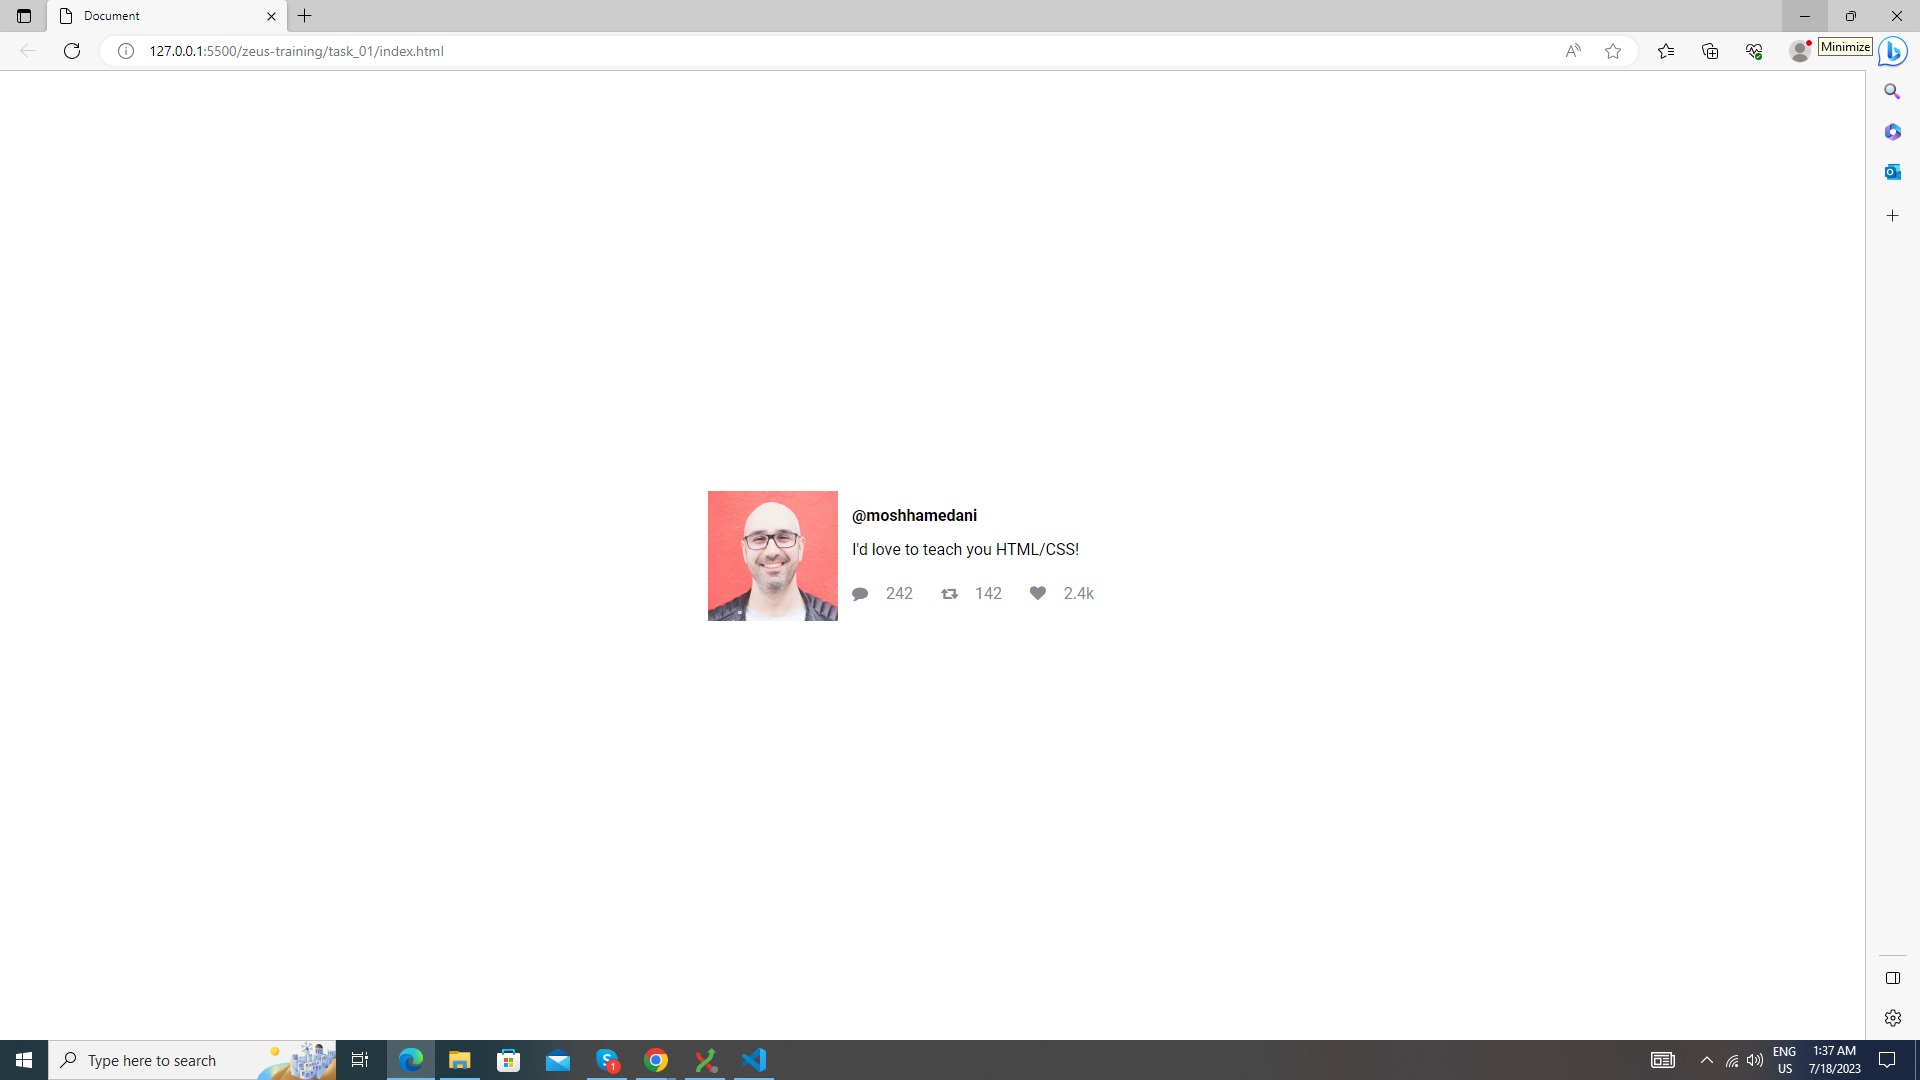 Document
127.0.0.1:5500/zeus-training/task_01/index.html
Minimize
@moshhamedani
I'd love to teach you HTML/CSS!
242 142 2.4k
Type here to search
1
ENG
US
1:37 AM
7/18/2023